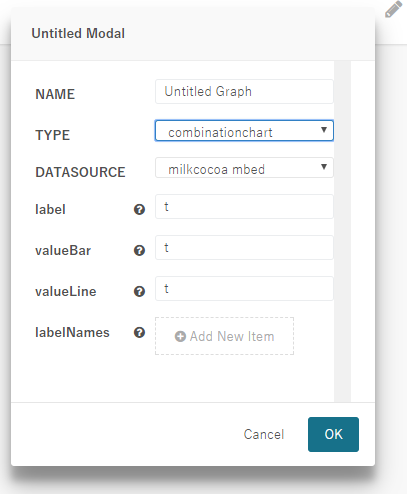 Untitled Modal
NAME Untitled Graph
TYPE combinationchart
DATASOURCE milkcocoa mbed
label t
valueBar t
valueLine t
labelNames Add New Item
Cancel OK